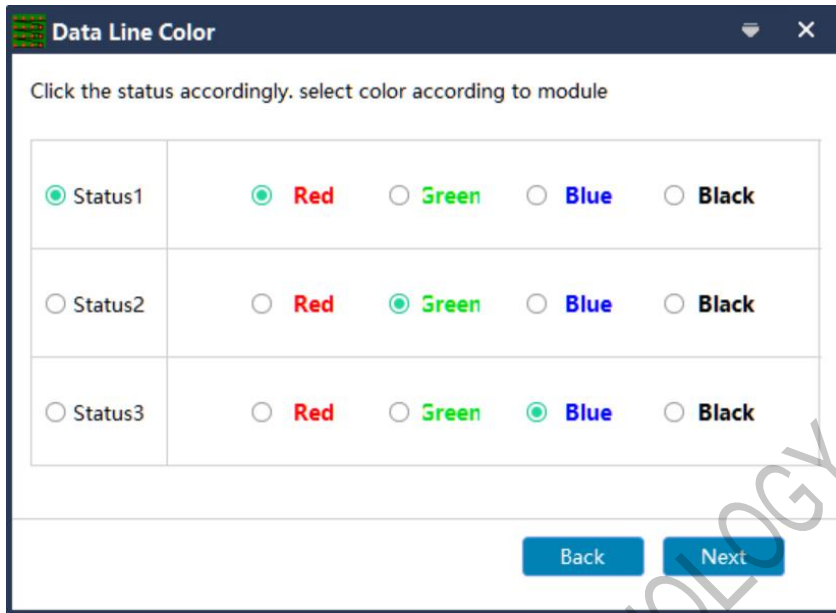 Data Line Color
Click the status accordingly. select color according to module
Status1 Red Green Blue Black
Status2 Red Green Blue Black
Status3 Red Green Blue Black
Back Next